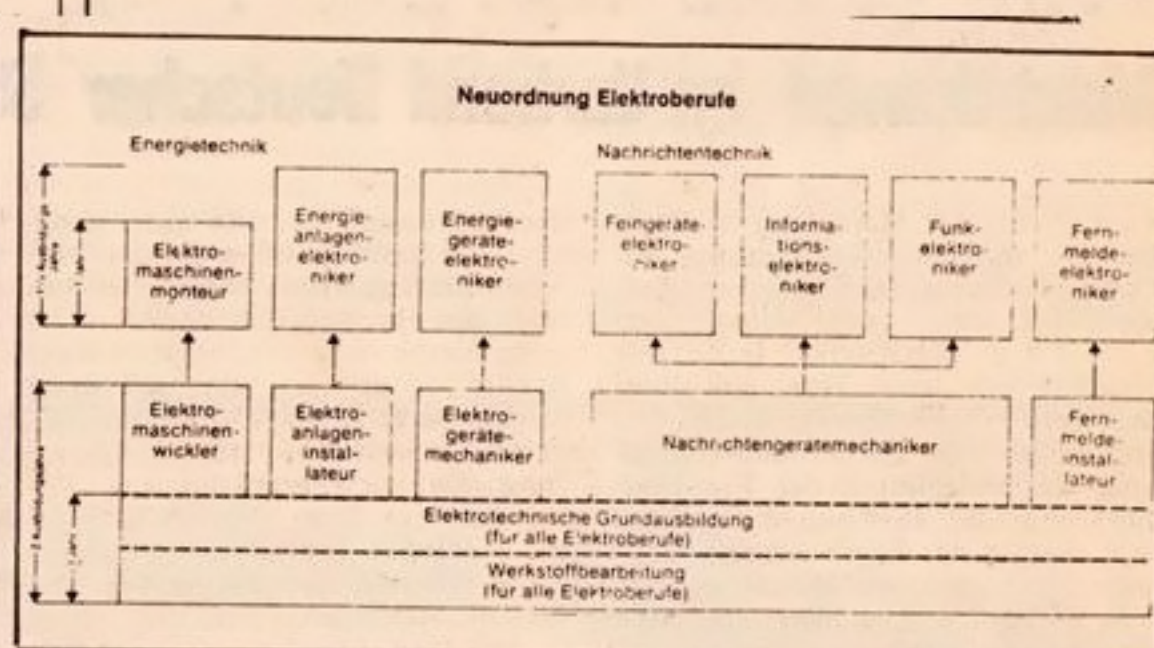 Neuordnung Elektroberufe
Energietechnik
Nachrichtentechnik
Jahre
1 Jahr
Elektro-
maschinen-
monteur
Energie-
anlagen-
elektro-
niker
Energie-
geräte-
elektro-
niker
Feingeräte-
elektro-
niker
Informa-
tions-
elektro-
niker
Funk-
elektro-
niker
Fern-
melde-
elektro-
niker
2 Ausbildungsjahre
1 Jahr
Elektro-
maschinen-
wickler
Elektro-
anlagen-
instal-
lateur
Elektro-
geräte-
mechaniker
Nachrichtengerätemechaniker
Fern-
melde-
instal-
lateur
Elektrotechnische Grundausbildung
(für alle Elektroberufe)
Werkstoffbearbeitung
(für alle Elektroberufe)